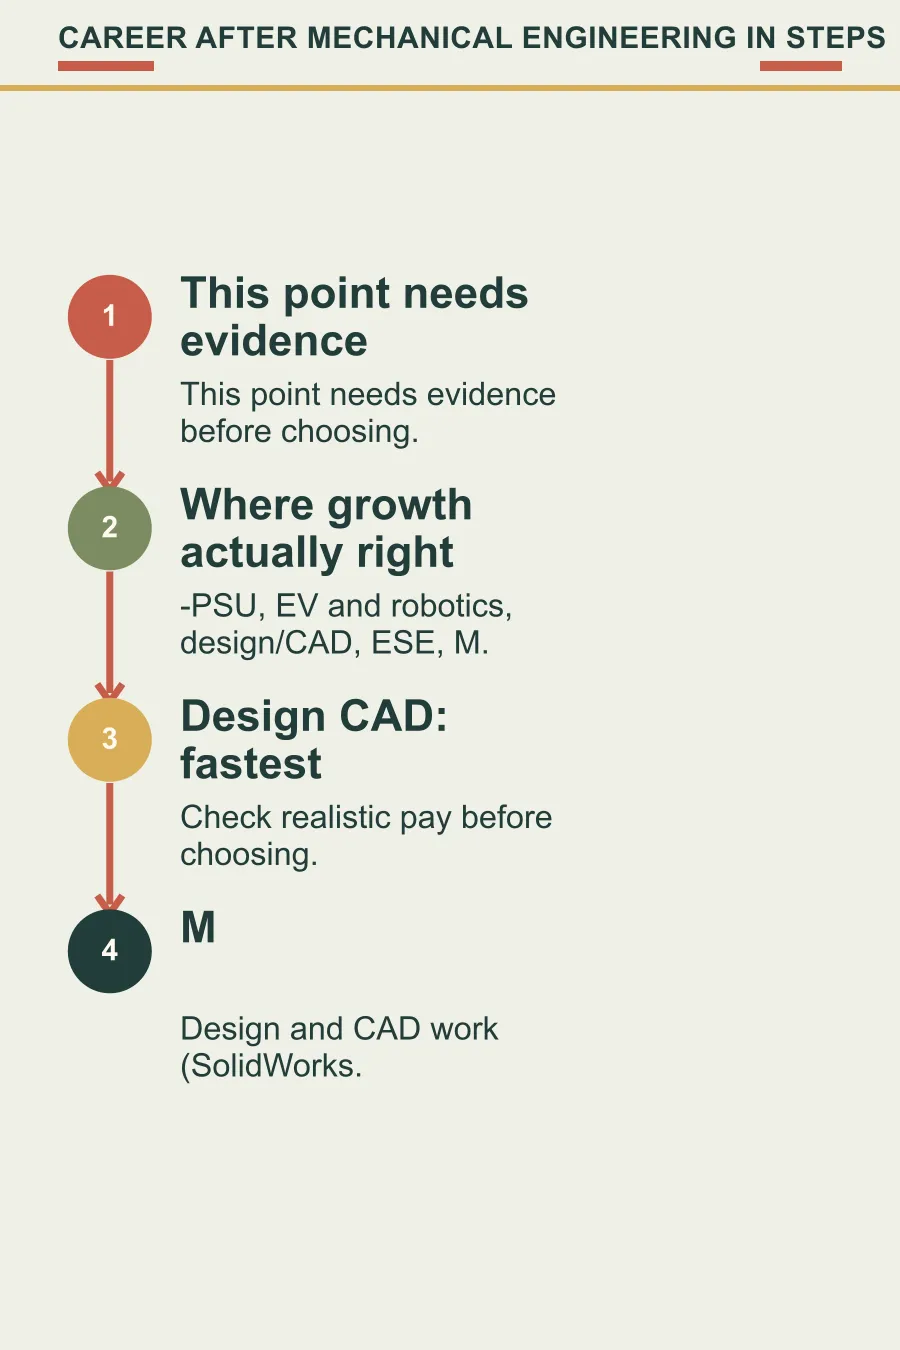 CAREER AFTER MECHANICAL ENGINEERING IN STEPS
1
This point needs
evidence
This point needs evidence
before choosing.
2
Where growth
actually right
-PSU, EV and robotics,
design/CAD, ESE, M.
3
Design CAD:
fastest
Check realistic pay before
choosing.
4
M
Design and CAD work
(SolidWorks.